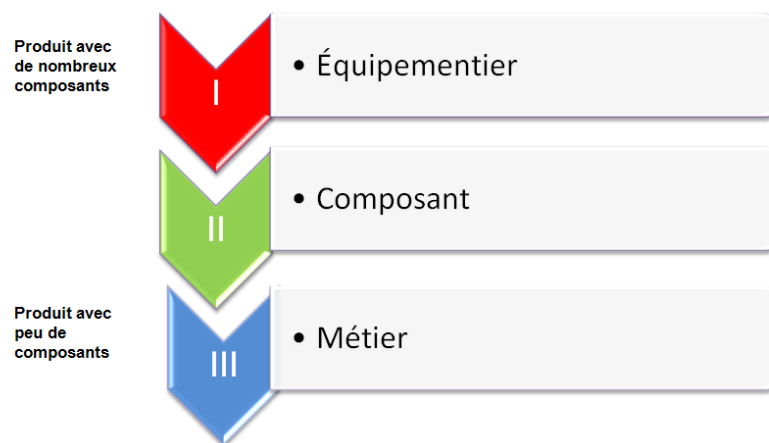 Produit avec
de nombreux
composants
I
• Équipementier
II
• Composant
Produit avec
peu de
composants
III
• Métier